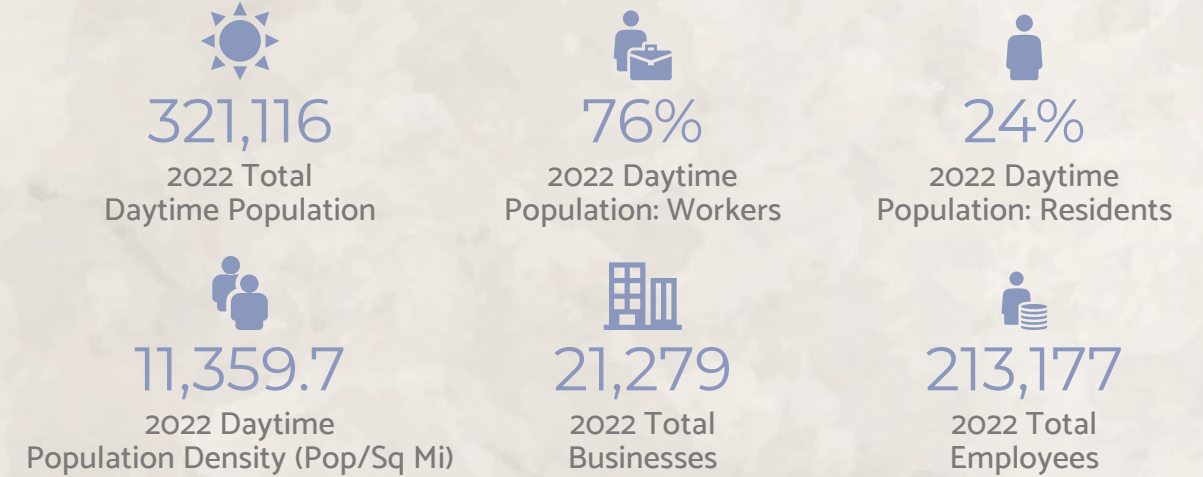 321,116
2022 Total
Daytime Population
76%
2022 Daytime
Population: Workers
24%
2022 Daytime
Population: Residents
11,359.7
2022 Daytime
Population Density (Pop/Sq Mi)
21,279
2022 Total
Businesses
213,177
2022 Total
Employees